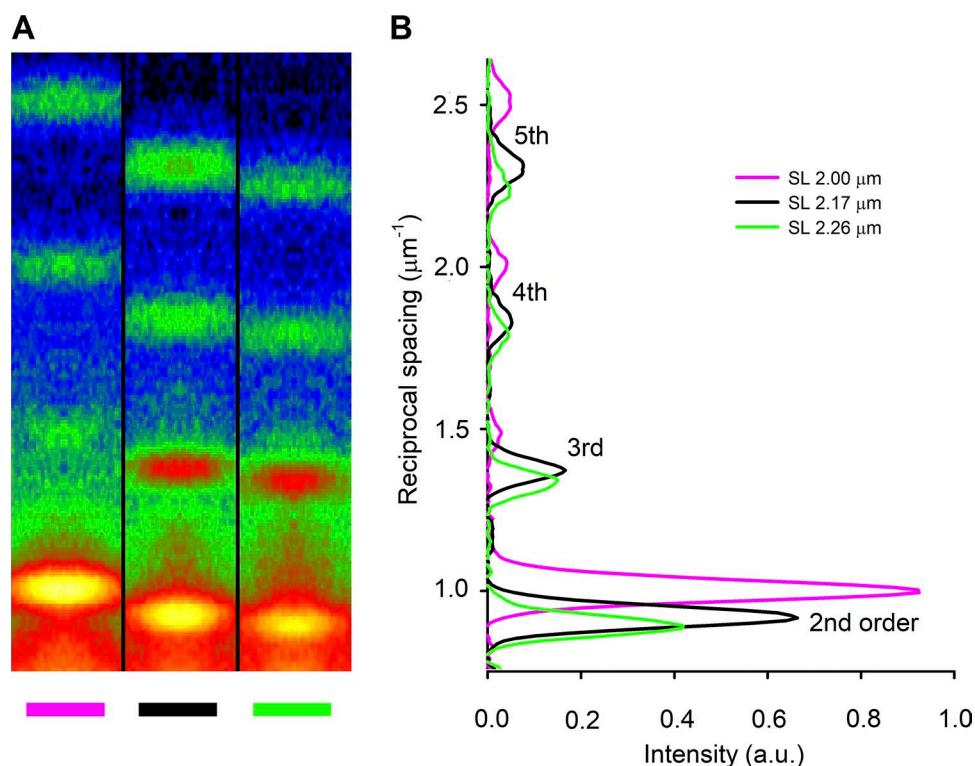 A
B
2.5
2.0
1.5
1.0
Reciprocal spacing (μm⁻¹)
5th
4th
3rd
2nd order
SL 2.00 μm
SL 2.17 μm
SL 2.26 μm
0.0 0.2 0.4 0.6 0.8 1.0
Intensity (a.u.)